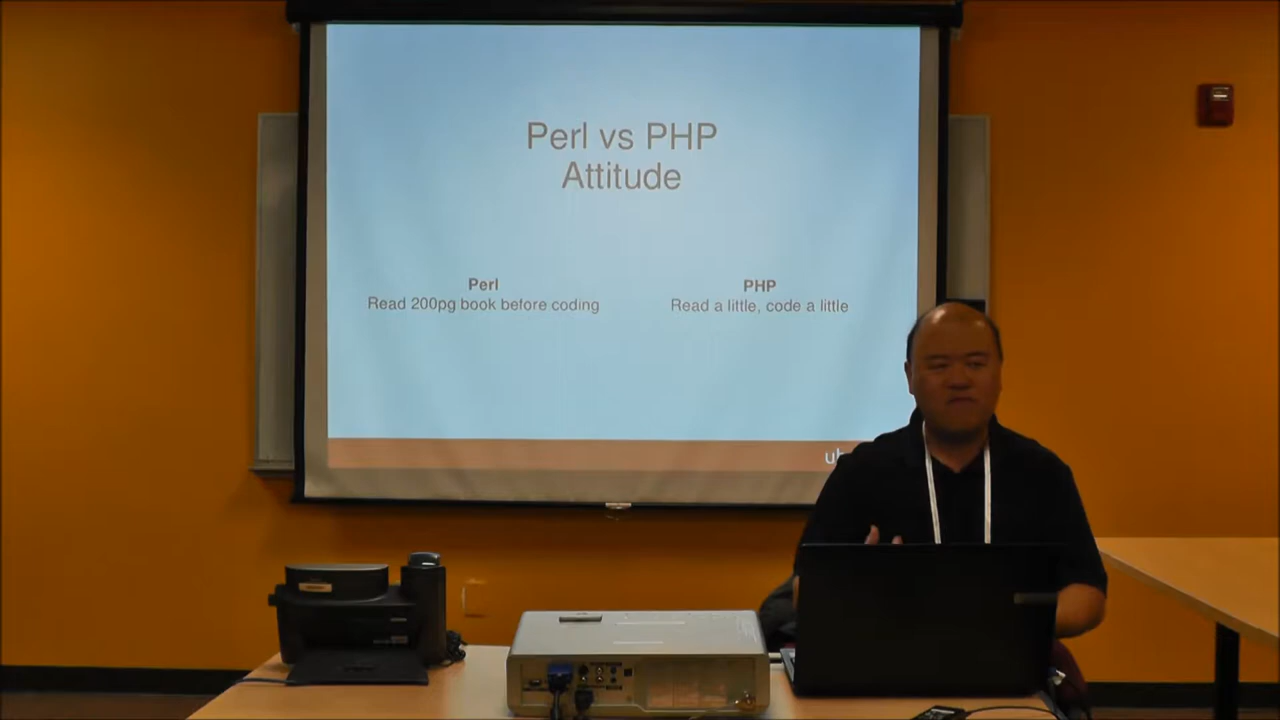 Perl vs PHP
Attitude
Perl
Read 200pg book before coding
PHP
Read a little, code a little